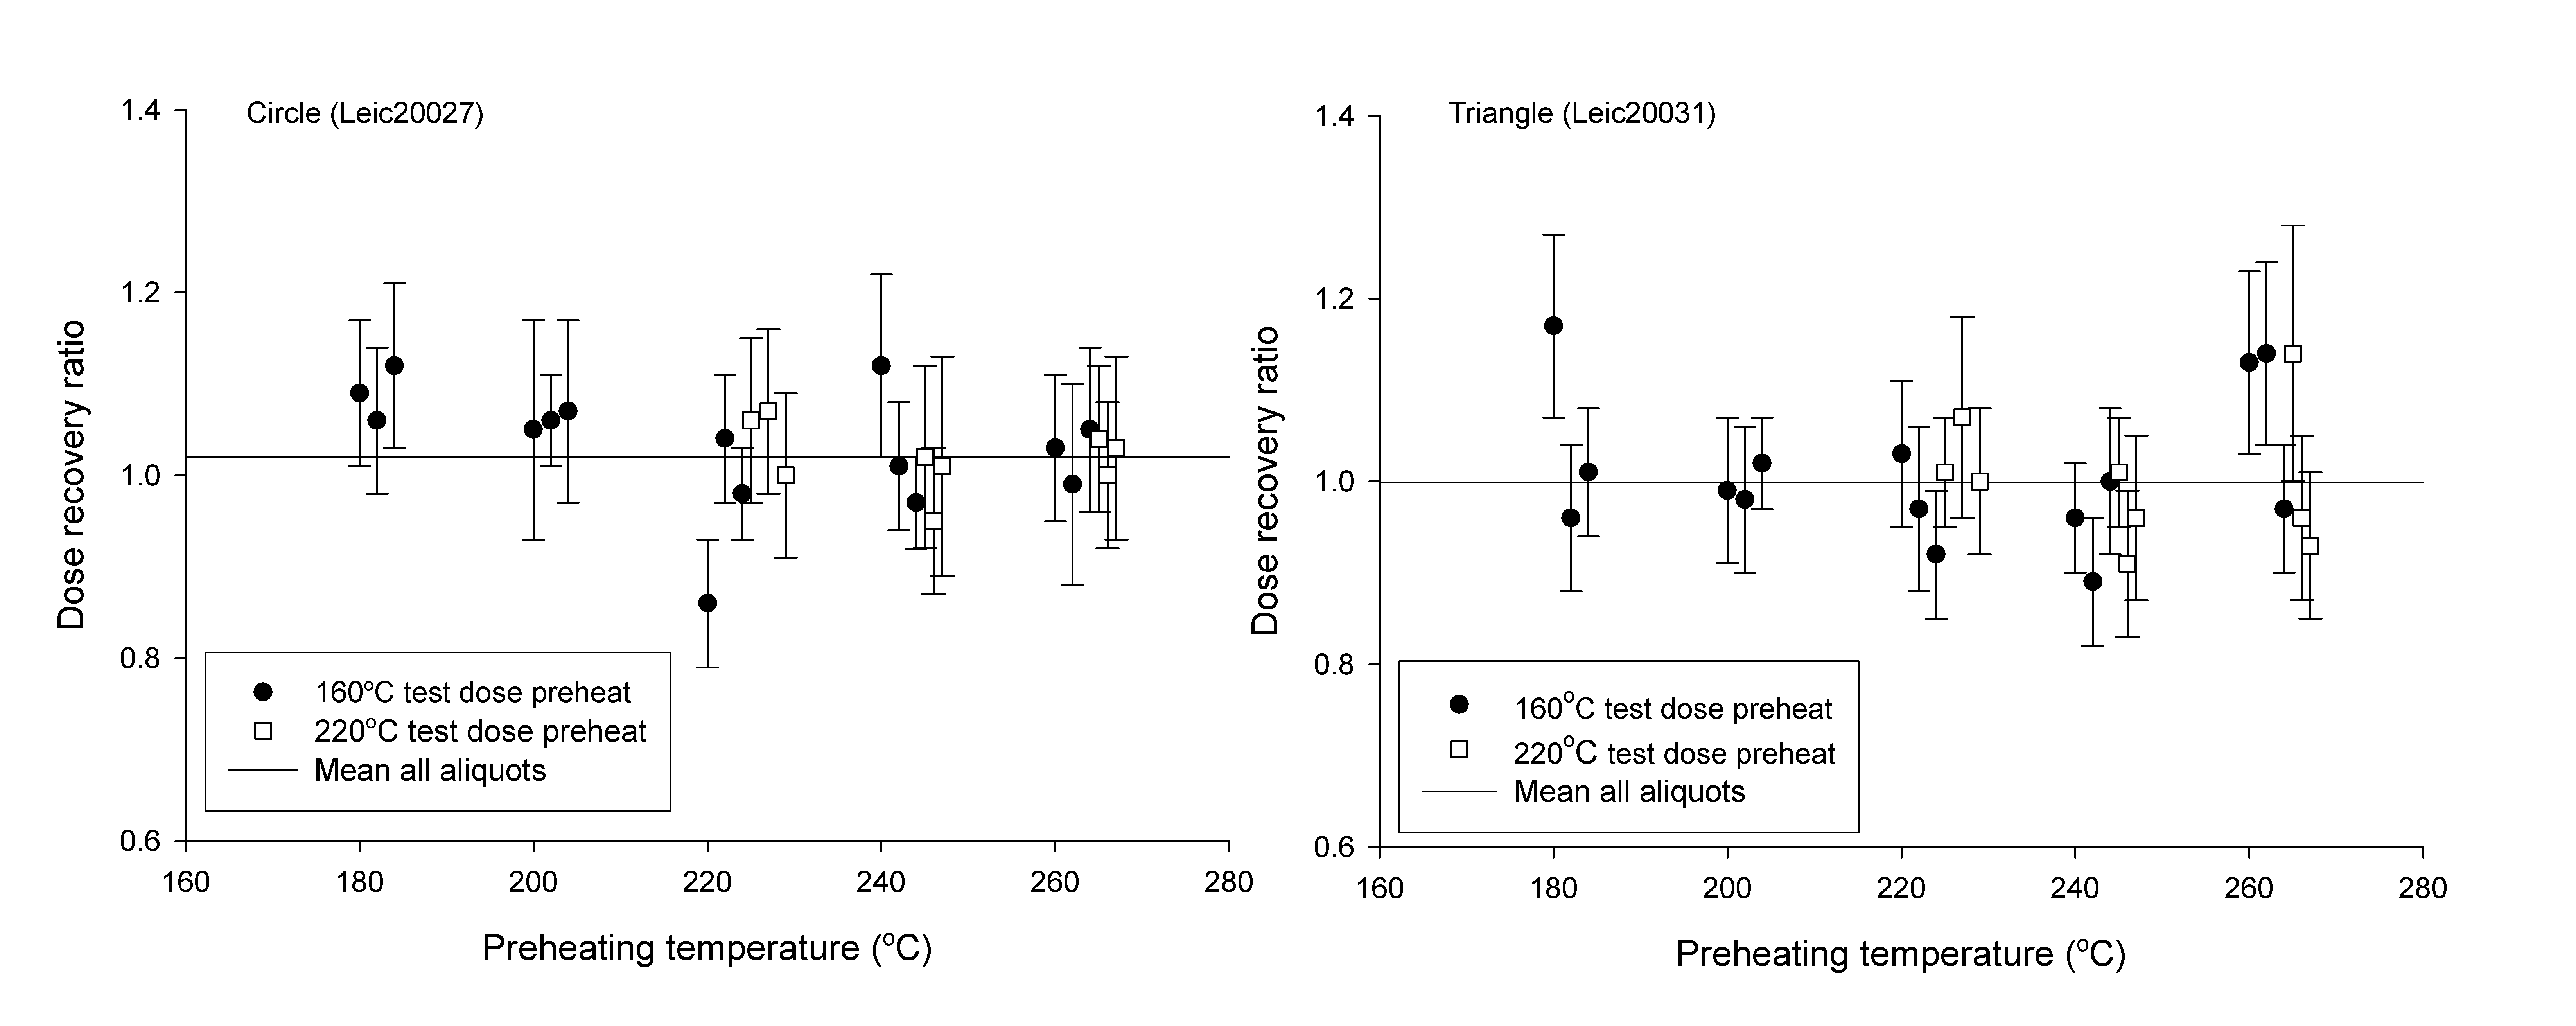 Circle (Leic20027)
1.4
1.2
1.0
0.8
0.6
Dose recovery ratio
160°C test dose preheat
220°C test dose preheat
Mean all aliquots
160 180 200 220 240 260 280
Preheating temperature (°C)
Triangle (Leic20031)
1.4
1.2
1.0
0.8
0.6
Dose recovery ratio
160°C test dose preheat
220°C test dose preheat
Mean all aliquots
160 180 200 220 240 260 280
Preheating temperature (°C)